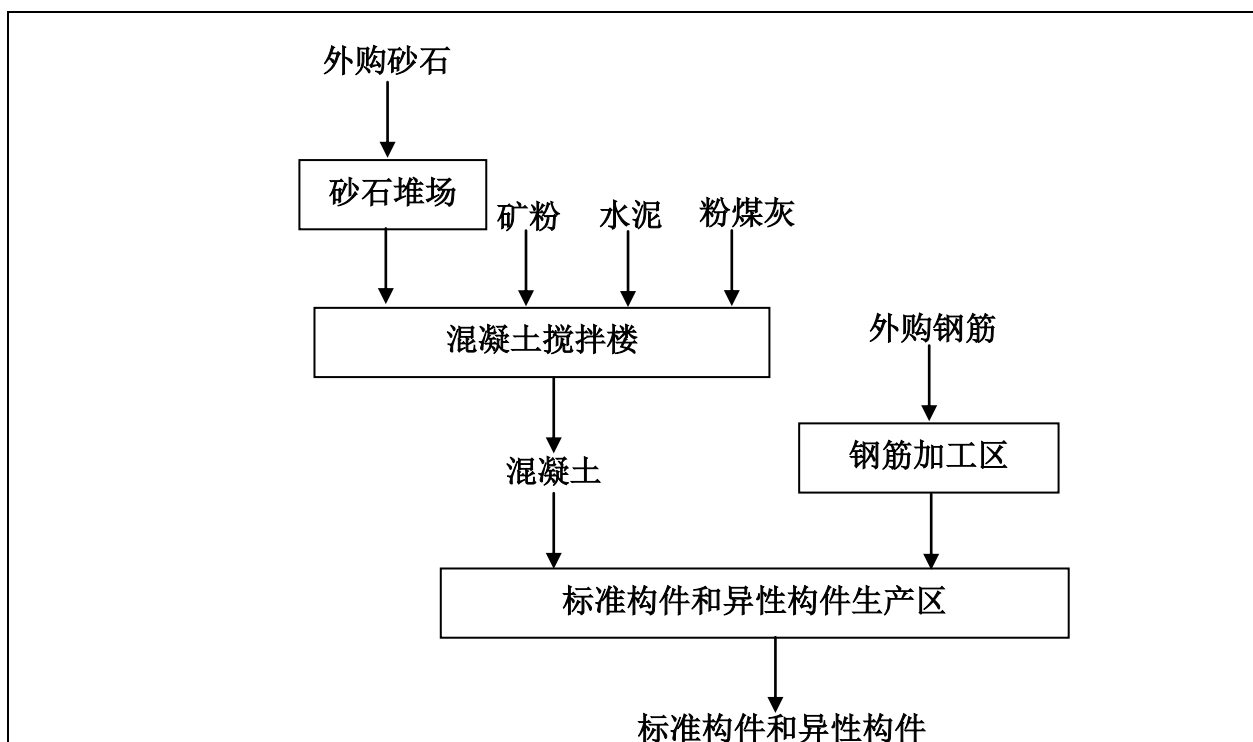 外购砂石
砂石堆场
矿粉
水泥
粉煤灰
混凝土搅拌楼
外购钢筋
钢筋加工区
混凝土
标准构件和异性构件生产区
标准构件和异性构件